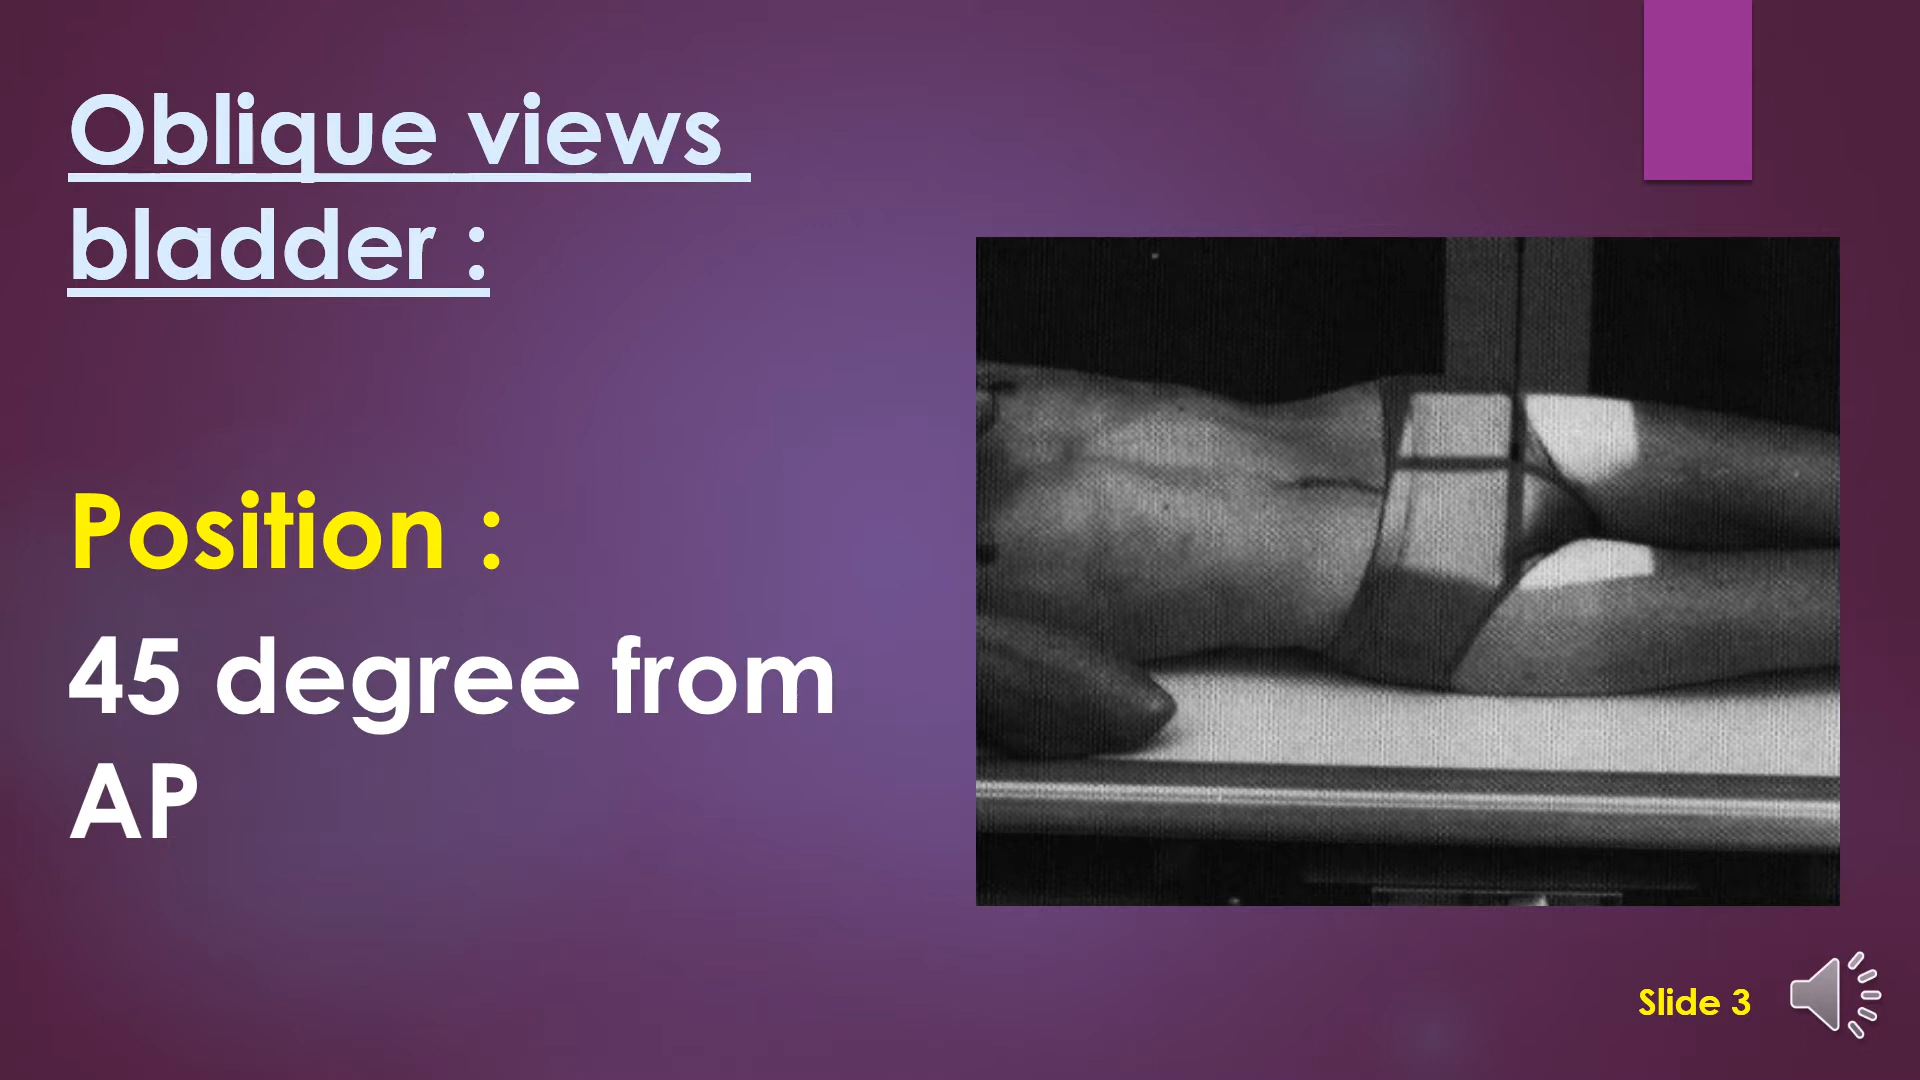 Oblique views
bladder :
Position :
45 degree from
AP
Slide 3